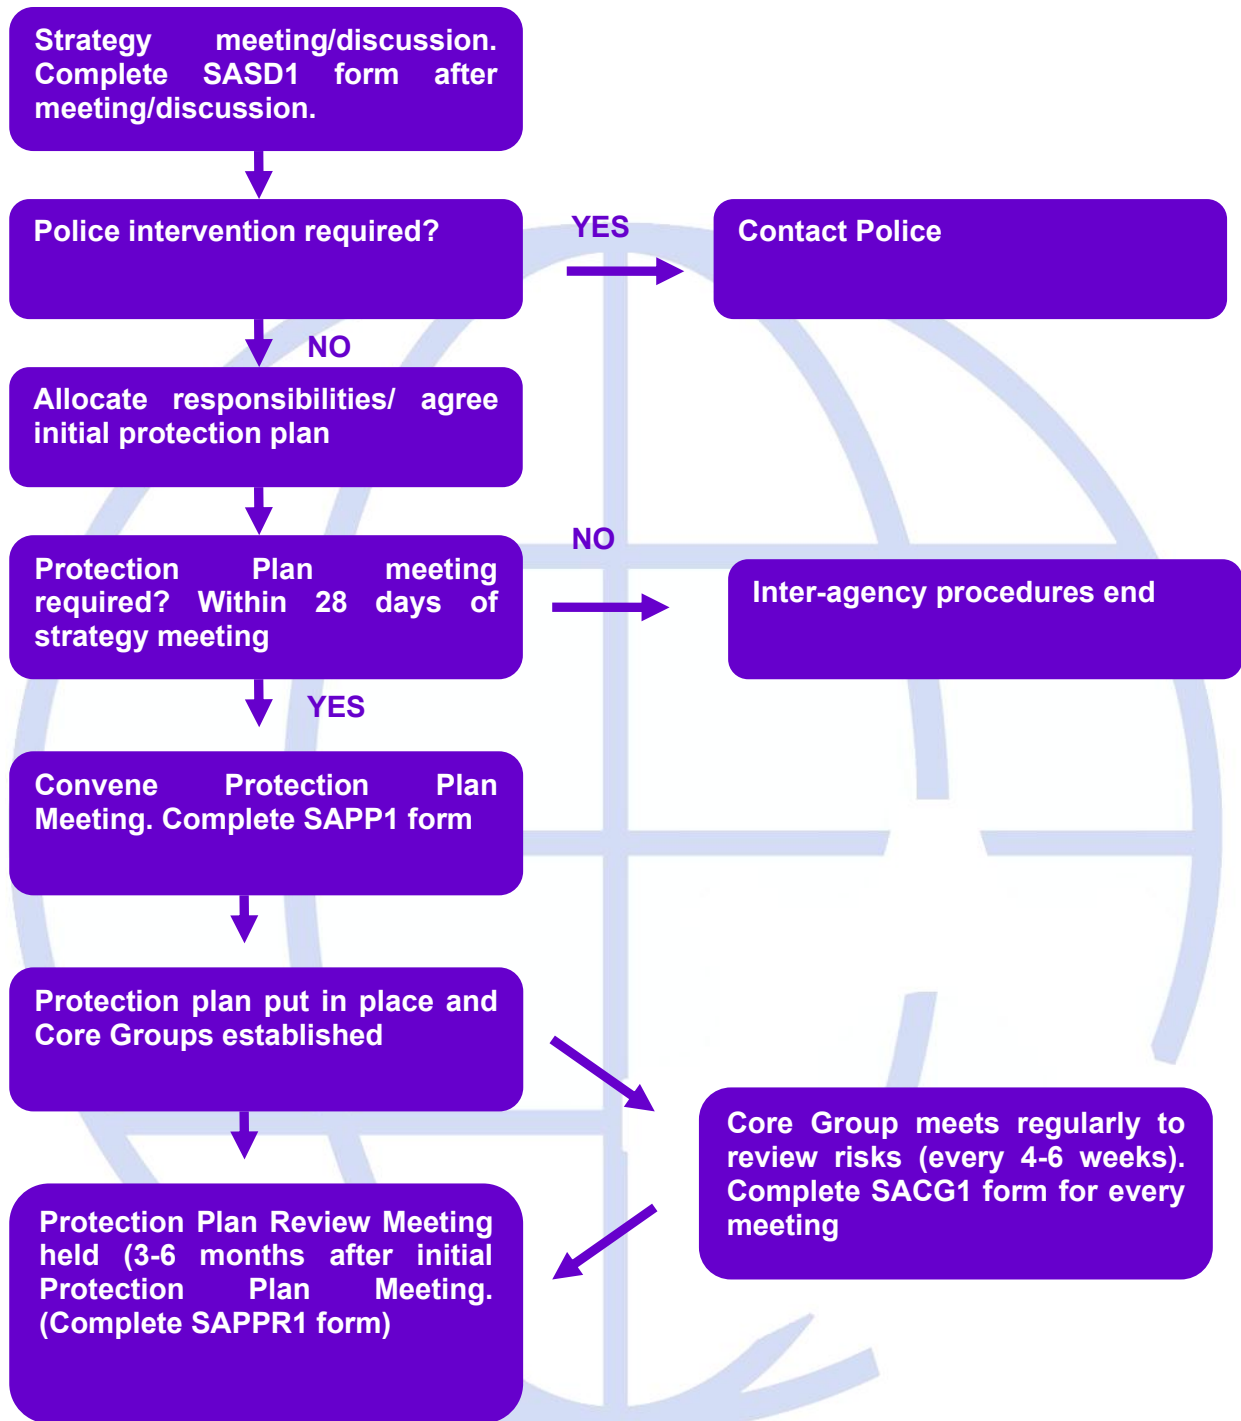 Strategy meeting/discussion.
Complete SASD1 form after
meeting/discussion.
Police intervention required?
YES
Contact Police
NO
Allocate responsibilities/ agree
initial protection plan
Protection Plan meeting
required? Within 28 days of
strategy meeting
NO
Inter-agency procedures end
YES
Convene Protection Plan
Meeting. Complete SAPP1 form
Protection plan put in place and
Core Groups established
Core Group meets regularly to
review risks (every 4-6 weeks).
Complete SACG1 form for every
meeting
Protection Plan Review Meeting
held (3-6 months after initial
Protection Plan Meeting.
(Complete SAPPR1 form)